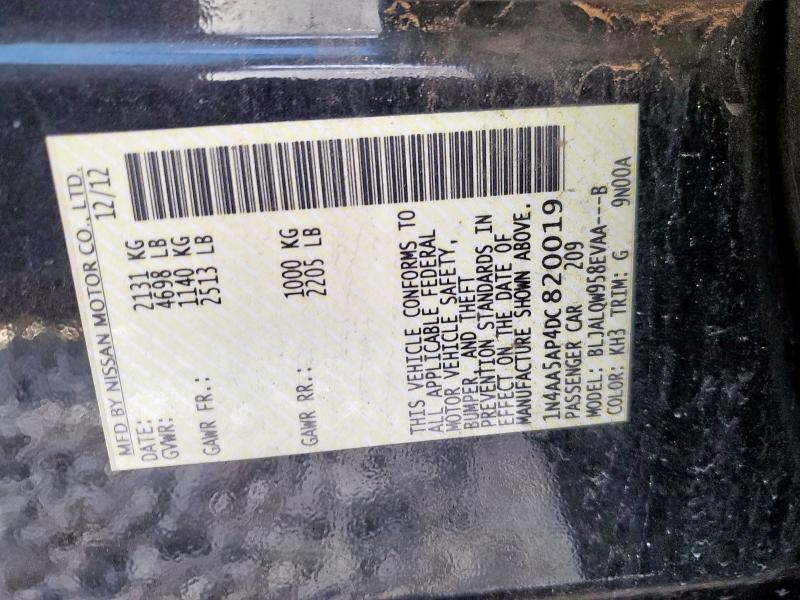 MFD BY NISSAN MOTOR CO., LTD.
DATE: 12/12
GVWR: 2131 KG
4698 LB
GAWR FR.: 1140 KG
2513 LB
GAWR RR.: 1000 KG
2205 LB
THIS VEHICLE CONFORMS TO
ALL APPLICABLE FEDERAL
MOTOR VEHICLE SAFETY,
BUMPER, AND THEFT
PREVENTION STANDARDS IN
EFFECT ON THE DATE OF
MANUFACTURE SHOWN ABOVE.
1N4AA5AP4DC820019
PASSENGER CAR 209
MODEL: BLJALQW958EVAA---B
COLOR: KH3 TRIM: G 9N00A